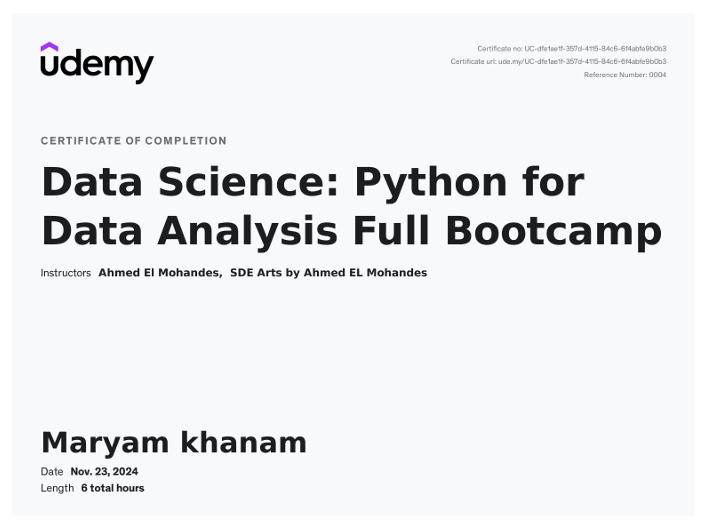 udemy
Certificate no: UC-dfe1ae1f-357d-4115-84c6-6f4abfe9b0b3
Certificate url: ude.my/UC-dfe1ae1f-357d-4115-84c6-6f4abfe9b0b3
Reference Number: 0004
CERTIFICATE OF COMPLETION
Data Science: Python for
Data Analysis Full Bootcamp
Instructors Ahmed El Mohandes, SDE Arts by Ahmed EL Mohandes
Maryam khanam
Date Nov. 23, 2024
Length 6 total hours